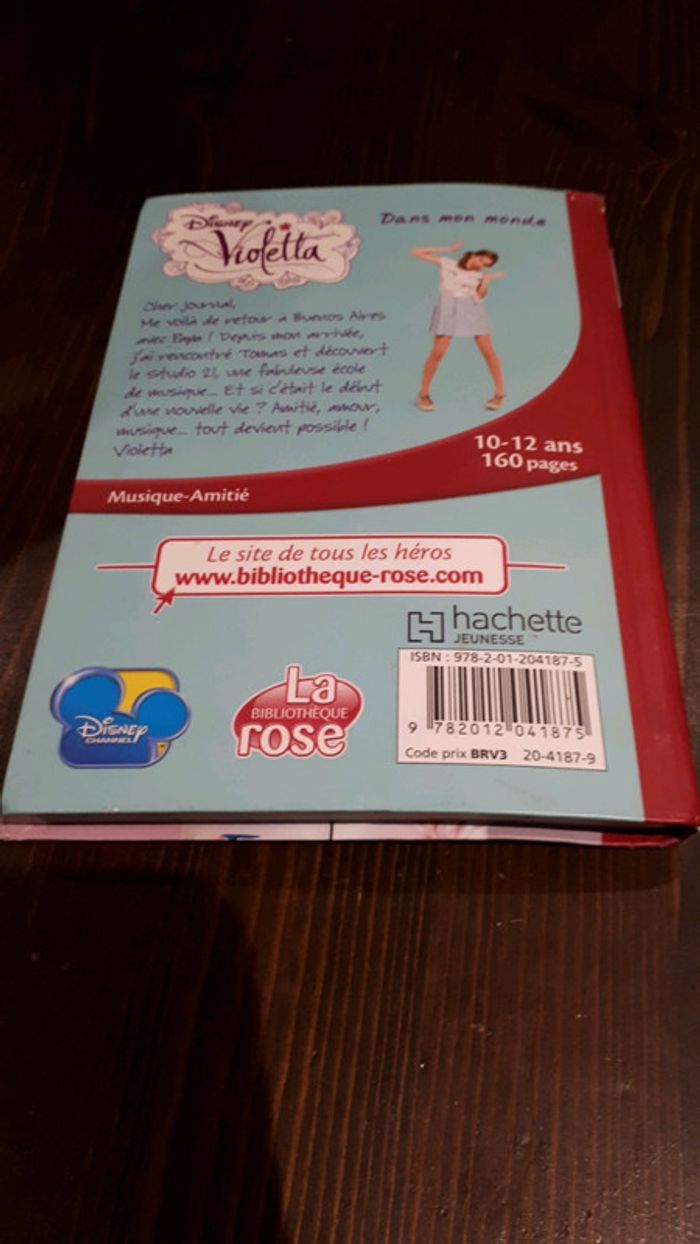 Disney
Violetta
Dans mon monde
Cher Journal,
Me voilà de retour à Buenos Aires
avec Papa ! Depuis mon arrivée,
j'ai rencontré Tomas et découvert
le Studio 21, une fabuleuse école
de musique... Et si c'était le début
d'une nouvelle vie ? Amitié, amour,
musique... tout devient possible !
Violetta
10-12 ans
160 pages
Musique-Amitié
Le site de tous les héros
www.bibliotheque-rose.com
hachette
JEUNESSE
ISBN : 978-2-01-204187-5
9 782012 041875
Code prix BRV3 20-4187-9
Disney
CHANNEL
La
BIBLIOTHÈQUE
rose